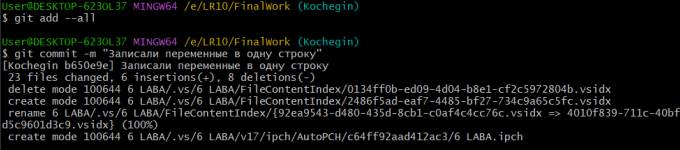 User@DESKTOP-623OL37 MINGW64 /e/LR10/FinalWork (Kochegin)
$ git add --all
User@DESKTOP-623OL37 MINGW64 /e/LR10/FinalWork (Kochegin)
$ git commit -m "Записали переменные в одну строку"
[Kochegin b650e9e] Записали переменные в одну строку
23 files changed, 6 insertions(+), 8 deletions(-)
delete mode 100644 6 LABA/.vs/6 LABA/FileContentIndex/0134ff0b-ed09-4d04-b8e1-cf2c5972804b.vsidx
create mode 100644 6 LABA/.vs/6 LABA/FileContentIndex/2486f5ad-eaf7-4485-bf27-734c9a65c5fc.vsidx
rename 6 LABA/.vs/6 LABA/FileContentIndex/{92ea9543-d480-435d-8cb1-c0af4c4cc76c.vsidx => 4010f839-711c-40bf
d5c9601d3c9.vsidx} (100%)
create mode 100644 6 LABA/.vs/6 LABA/v17/ipch/AutoPCH/c64ff92aad412ac3/6 LABA.ipch